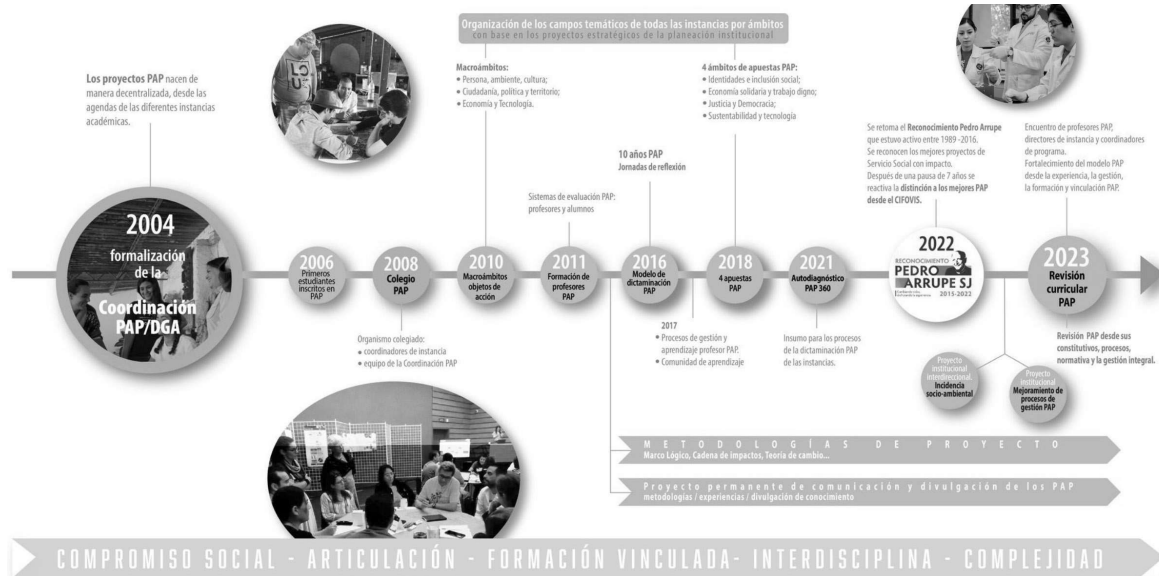 Organización de los campos temáticos de todas las instancias por ámbitos
con base en los proyectos estratégicos de la planeación institucional
Los proyectos PAP nacen de
manera decentralizada, desde las
agendas de las diferentes instancias
académicas.
Macroámbitos:
• Persona, ambiente, cultura;
• Ciudadanía, política y territorio;
• Economía y Tecnología.
4 ámbitos de apuestas PAP:
• Identidades e inclusión social;
• Economía solidaria y trabajo digno;
• Justicia y Democracia;
• Sustentabilidad y tecnología
Sistemas de evaluación PAP:
profesores y alumnos
10 años PAP
Jornadas de reflexión
Se retoma el Reconocimiento Pedro Arrupe
que estuvo activo entre 1989 -2016.
Se reconocen los mejores proyectos de
Servicio Social con impacto.
Después de una pausa de 7 años se
reactiva la distinción a los mejores PAP
desde el CIFOVIS.
Encuentro de profesores PAP,
directores de instancia y coordinadores
de programa.
Fortalecimiento del modelo PAP
desde la experiencia, la gestión,
la formación y vinculación PAP.
2004
formalización
de la
Coordinación
PAP/DGA
2006
Primeros
estudiantes
inscritos en
PAP
2008
Colegio
PAP
2010
Macroámbitos
objetos de
acción
2011
Formación de
profesores
PAP
2016
Modelo de
dictaminación
PAP
2018
4 apuestas
PAP
2021
Autodiagnóstico
PAP 360
2022
RECONOCIMIENTO
PEDRO
ARRUPE SJ
2015-2022
2023
Revisión
curricular
PAP
Organismo colegiado:
• coordinadores de instancia
• equipo de la Coordinación PAP
2017
• Procesos de gestión y
aprendizaje profesor PAP.
• Comunidad de aprendizaje
Insumo para los procesos
de la dictaminación PAP
de las instancias.
Revisión PAP desde sus
constitutivos, procesos,
normativa y la gestión integral.
Proyecto
institucional
interdireccional.
Incidencia
socio-ambiental
Proyecto
institucional
Mejoramiento de
procesos de
gestión PAP
METODOLOGÍAS DE PROYECTO
Marco Lógico, Cadena de impactos, Teoría de cambio...
Proyecto permanente de comunicación y divulgación de los PAP
metodologías / experiencias / divulgación de conocimiento
COMPROMISO SOCIAL - ARTICULACIÓN - FORMACIÓN VINCULADA- INTERDISCIPLINA - COMPLEJIDAD